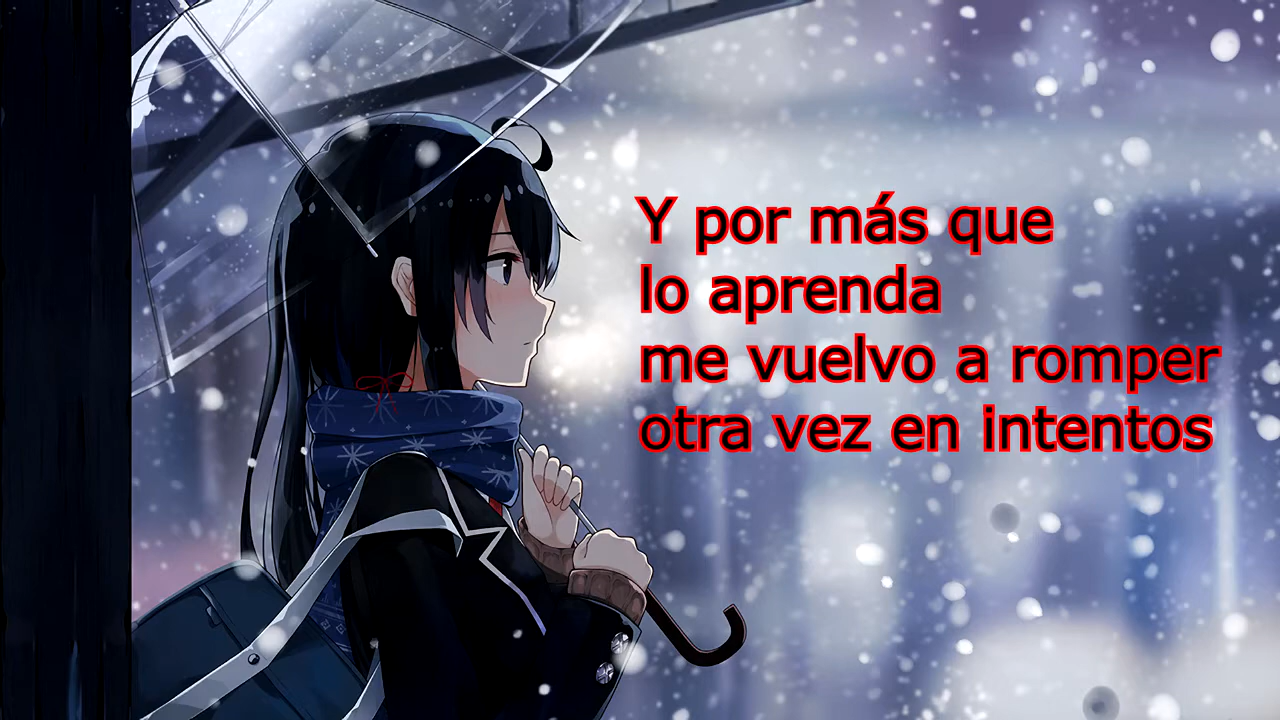 Y por más que
lo aprenda
me vuelvo a romper
otra vez en intentos